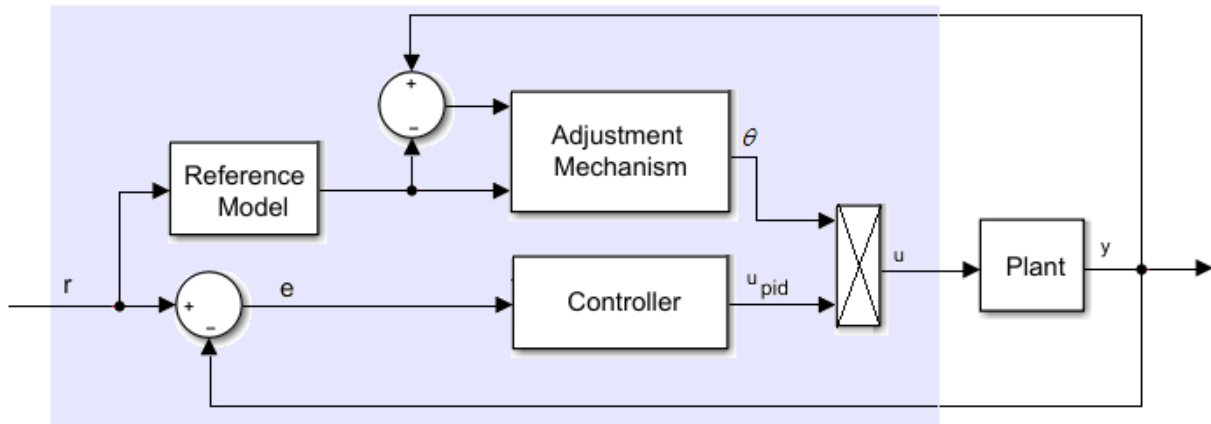 +
−
Adjustment
Mechanism
θ
Reference
Model
r
+
−
e
Controller
u pid
u
Plant
y